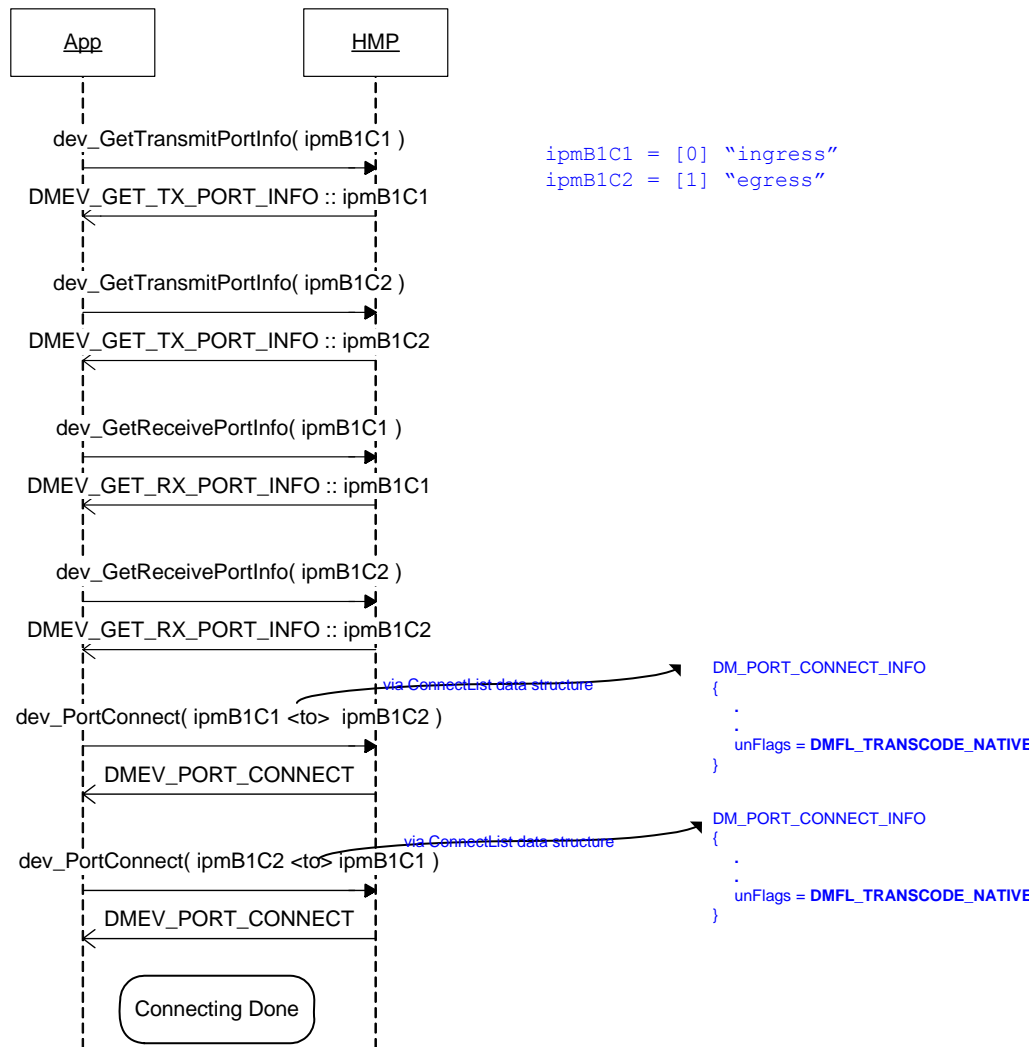 App
HMP
dev_GetTransmitPortInfo( ipmB1C1 )
ipmB1C1 = [0] “ingress”
ipmB1C2 = [1] “egress”
DMEV_GET_TX_PORT_INFO :: ipmB1C1
dev_GetTransmitPortInfo( ipmB1C2 )
DMEV_GET_TX_PORT_INFO :: ipmB1C2
dev_GetReceivePortInfo( ipmB1C1 )
DMEV_GET_RX_PORT_INFO :: ipmB1C1
dev_GetReceivePortInfo( ipmB1C2 )
DMEV_GET_RX_PORT_INFO :: ipmB1C2
via ConnectList data structure
DM_PORT_CONNECT_INFO
{
.
.
unFlags = DMFL_TRANSCODE_NATIVE
}
dev_PortConnect( ipmB1C1 <to> ipmB1C2 )
DMEV_PORT_CONNECT
via ConnectList data structure
DM_PORT_CONNECT_INFO
{
.
.
unFlags = DMFL_TRANSCODE_NATIVE
}
dev_PortConnect( ipmB1C2 <to> ipmB1C1 )
DMEV_PORT_CONNECT
Connecting Done